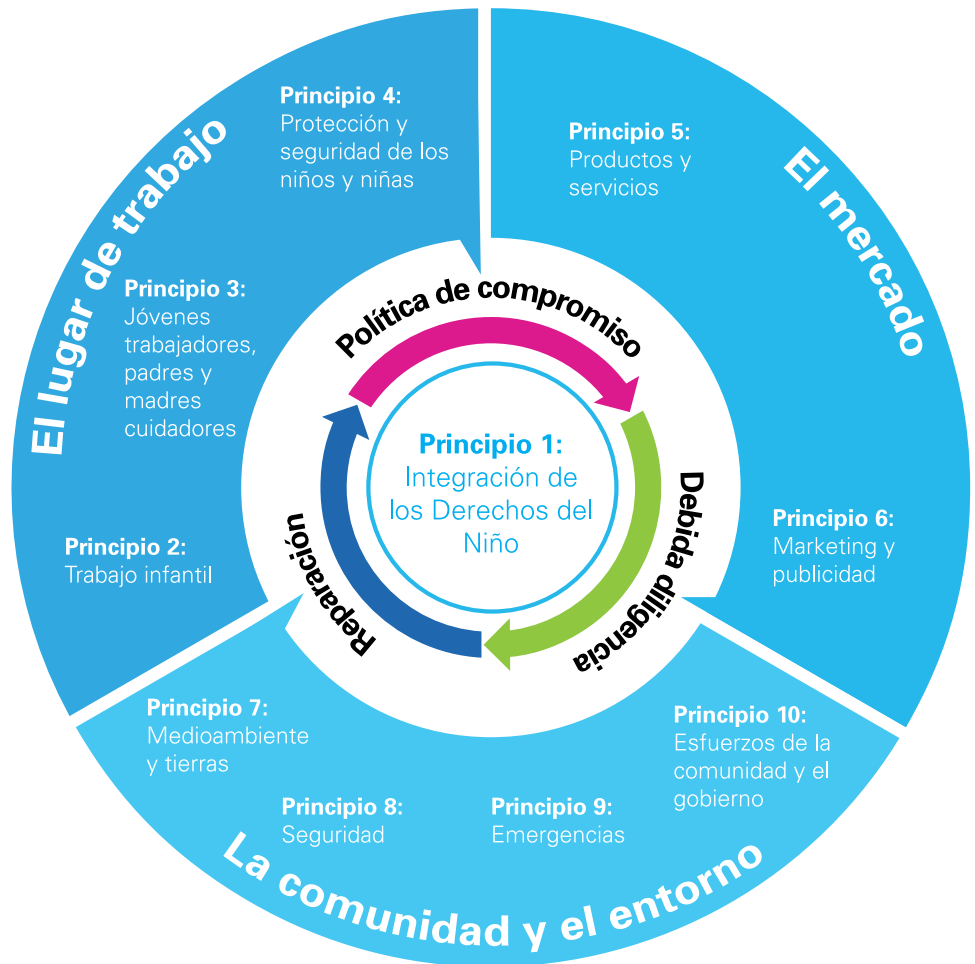 El lugar de trabajo
Principio 4:
Protección y
seguridad de los
niños y niñas
Principio 3:
Jóvenes
trabajadores,
padres y
madres
cuidadores
Principio 2:
Trabajo infantil
El mercado
Principio 5:
Productos y
servicios
Principio 6:
Marketing y
publicidad
Política de compromiso
Debida diligencia
Reparación
Principio 1:
Integración de
los Derechos del
Niño
Principio 7:
Medioambiente
y tierras
Principio 8:
Seguridad
Principio 9:
Emergencias
Principio 10:
Esfuerzos de la
comunidad y el
gobierno
La comunidad y el entorno